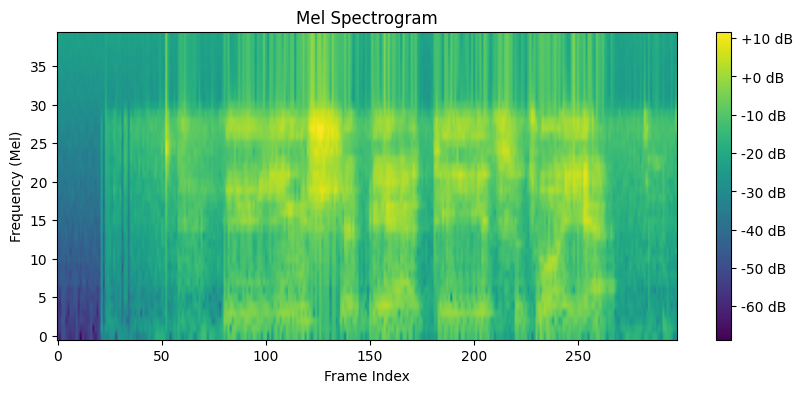 Mel Spectrogram
Frequency (Mel)
35
30
25
20
15
10
5
0
0 50 100 150 200 250
Frame Index
+10 dB
+0 dB
-10 dB
-20 dB
-30 dB
-40 dB
-50 dB
-60 dB